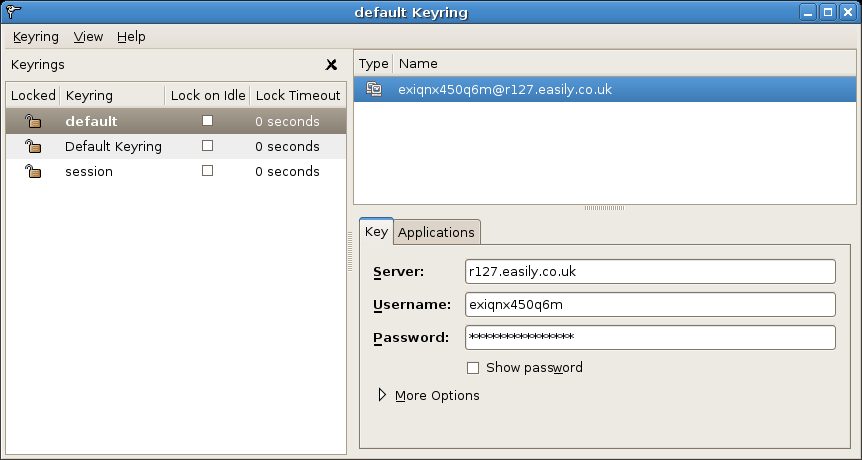 default Keyring
Keyring View Help
Keyrings
Locked Keyring Lock on Idle Lock Timeout
default 0 seconds
Default Keyring 0 seconds
session 0 seconds
Type Name
exiqnx450q6m@r127.easily.co.uk
Key Applications
Server: r127.easily.co.uk
Username: exiqnx450q6m
Password: ****************
Show password
More Options